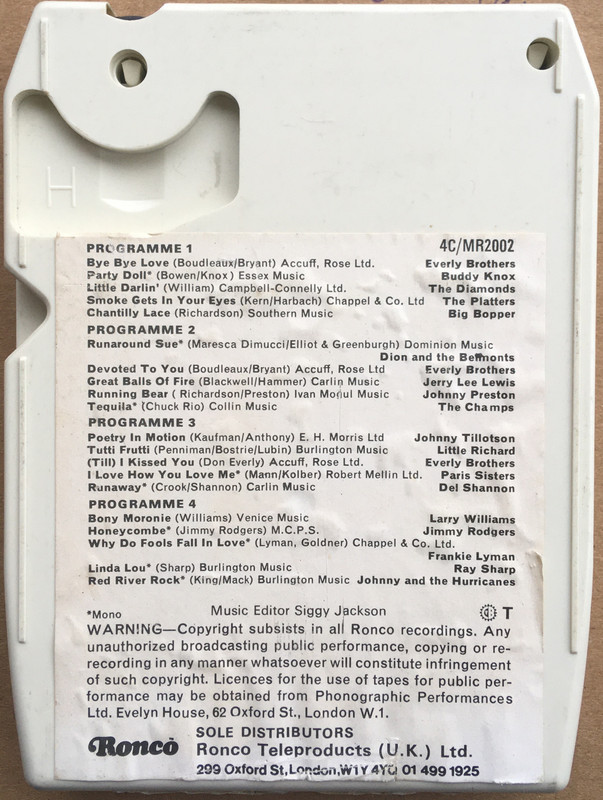 H
PROGRAMME 1 4C/MR2002
Bye Bye Love (Boudleaux/Bryant) Accuff, Rose Ltd. Everly Brothers
Party Doll* (Bowen/Knox) Essex Music Buddy Knox
Little Darlin' (William) Campbell-Connelly Ltd. The Diamonds
Smoke Gets In Your Eyes (Kern/Harbach) Chappel & Co. Ltd The Platters
Chantilly Lace (Richardson) Southern Music Big Bopper
PROGRAMME 2
Runaround Sue* (Maresca Dimucci/Elliot & Greenburgh) Dominion Music
Dion and the Belmonts
Devoted To You (Boudleaux/Bryant) Accuff, Rose Ltd Everly Brothers
Great Balls Of Fire (Blackwell/Hammer) Carlin Music Jerry Lee Lewis
Running Bear ( Richardson/Preston) Ivan Mogul Music Johnny Preston
Tequila* (Chuck Rio) Collin Music The Champs
PROGRAMME 3
Poetry In Motion (Kaufman/Anthony) E. H. Morris Ltd Johnny Tillotson
Tutti Frutti (Penniman/Bostrie/Lubin) Burlington Music Little Richard
(Till) I Kissed You (Don Everly) Accuff, Rose Ltd. Everly Brothers
I Love How You Love Me* (Mann/Kolber) Robert Mellin Ltd. Paris Sisters
Runaway* (Crook/Shannon) Carlin Music Del Shannon
PROGRAMME 4
Bony Moronie (Williams) Venice Music Larry Williams
Honeycombe* (Jimmy Rodgers) M.C.P.S. Jimmy Rodgers
Why Do Fools Fall In Love* (Lyman, Goldner) Chappel & Co. Ltd.
Frankie Lyman
Linda Lou* (Sharp) Burlington Music Ray Sharp
Red River Rock* (King/Mack) Burlington Music Johnny and the Hurricanes
*Mono Music Editor Siggy Jackson T
WARNING—Copyright subsists in all Ronco recordings. Any
unauthorized broadcasting public performance, copying or re-
recording in any manner whatsoever will constitute infringement
of such copyright. Licences for the use of tapes for public per-
formance may be obtained from Phonographic Performances
Ltd. Evelyn House, 62 Oxford St., London W.1.
SOLE DISTRIBUTORS
Ronco Ronco Teleproducts (U.K.) Ltd.
299 Oxford St,London,W1Y 4YQ 01 499 1925